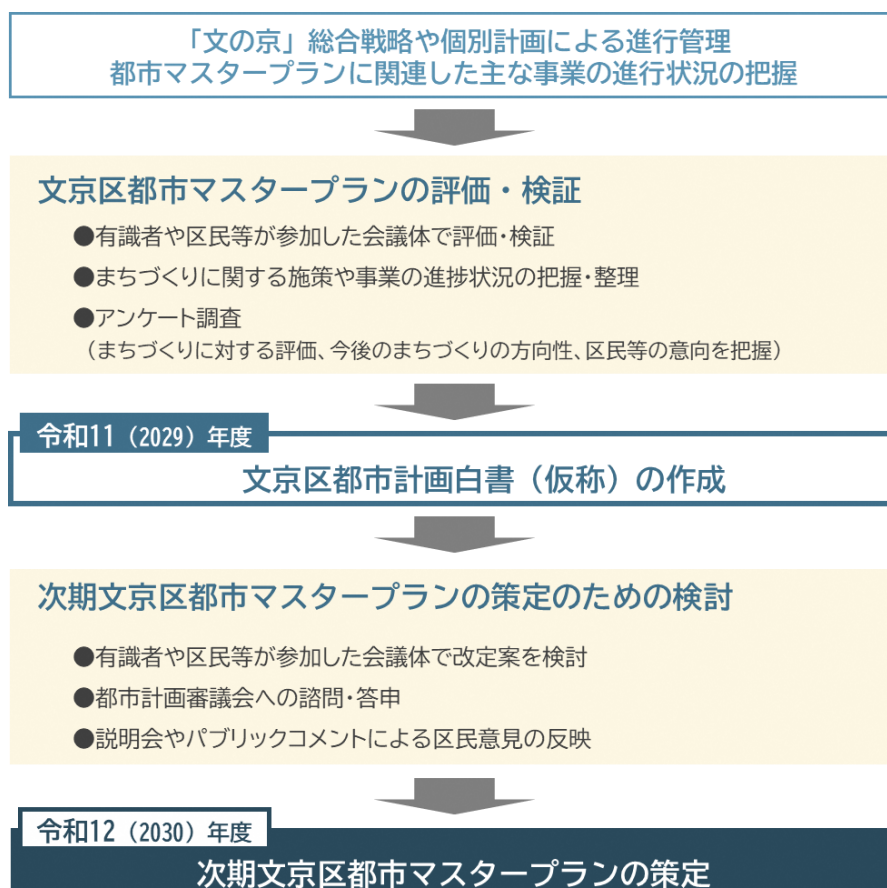 「文の京」総合戦略や個別計画による進行管理
都市マスタープランに関連した主な事業の進行状況の把握
文京区都市マスタープランの評価・検証
●有識者や区民等が参加した会議体で評価・検証
●まちづくりに関する施策や事業の進捗状況の把握・整理
●アンケート調査
（まちづくりに対する評価、今後のまちづくりの方向性、区民等の意向を把握）
令和11（2029）年度
文京区都市計画白書（仮称）の作成
次期文京区都市マスタープランの策定のための検討
●有識者や区民等が参加した会議体で改定案を検討
●都市計画審議会への諮問・答申
●説明会やパブリックコメントによる区民意見の反映
令和12（2030）年度
次期文京区都市マスタープランの策定